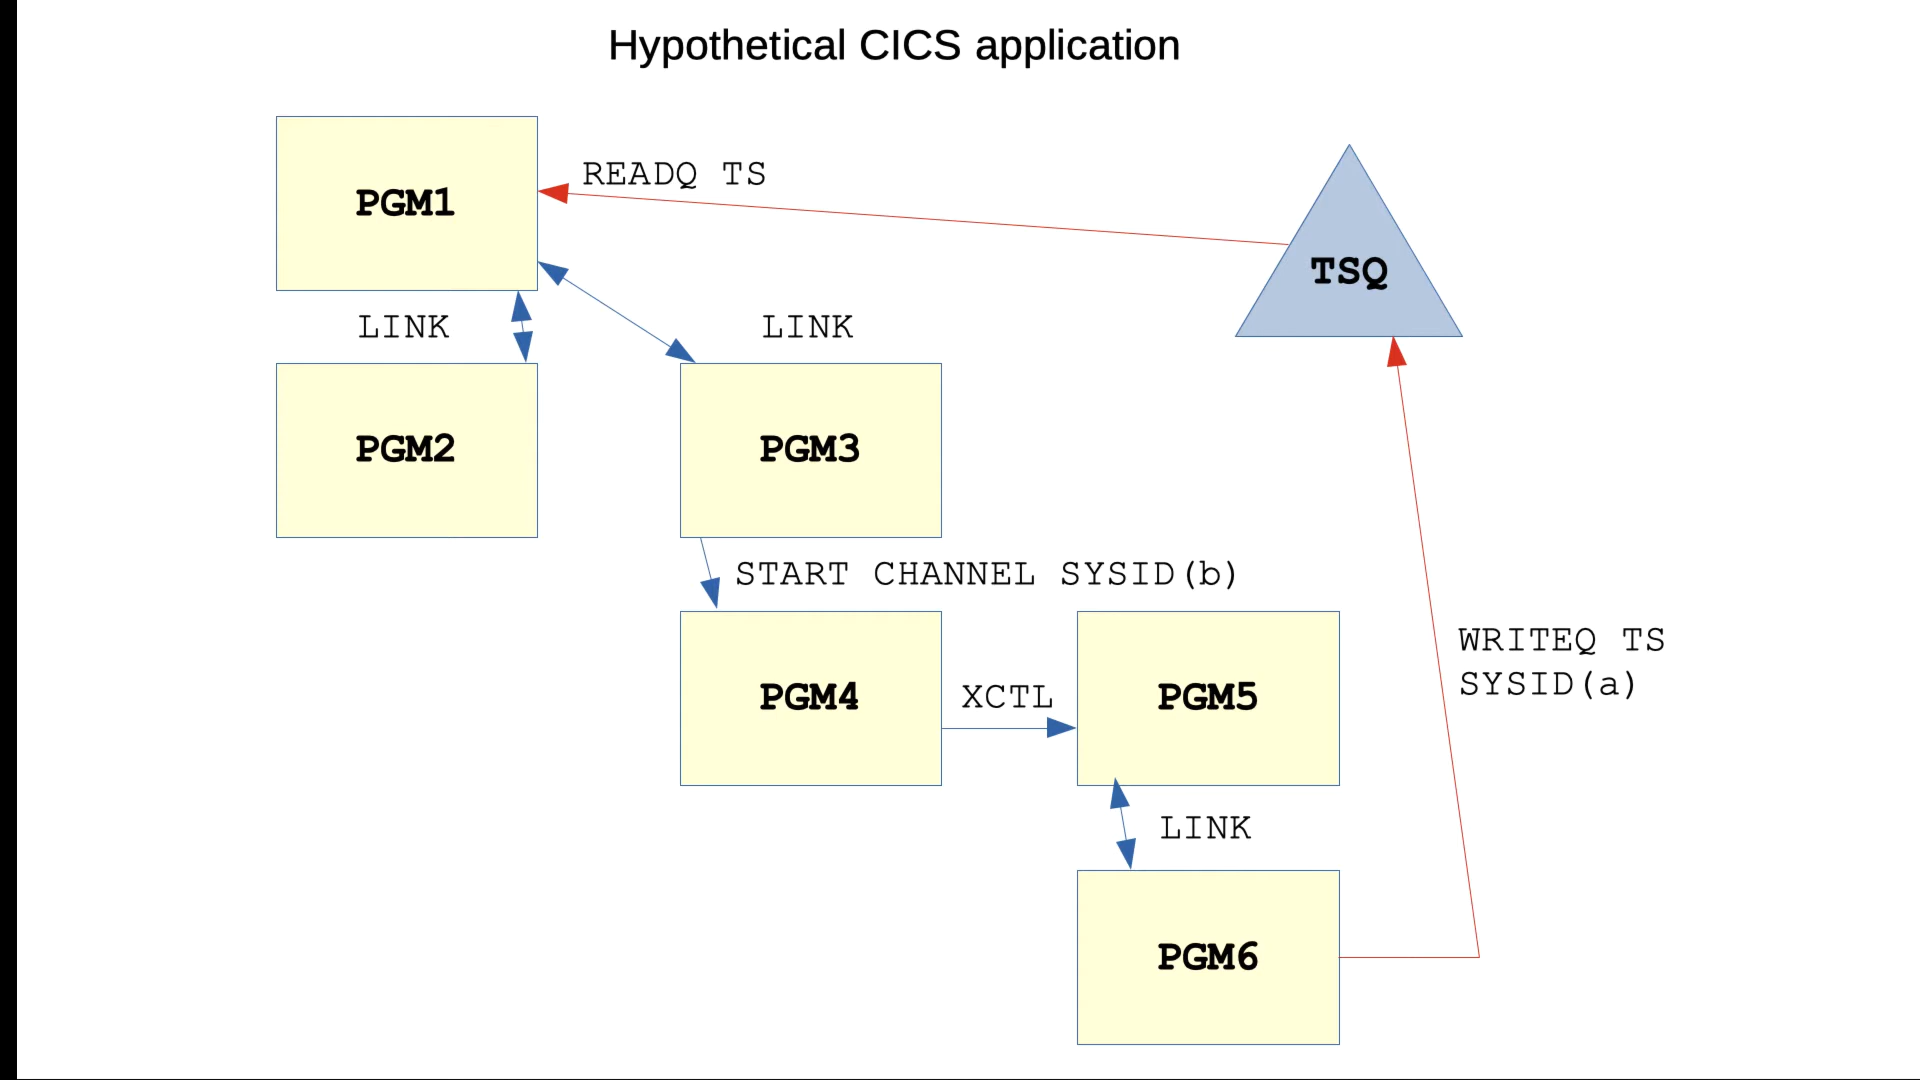 Hypothetical CICS application
PGM1
READQ TS
TSQ
LINK
LINK
PGM2
PGM3
START CHANNEL SYSID(b)
PGM4
XCTL
PGM5
WRITEQ TS
SYSID(a)
LINK
PGM6